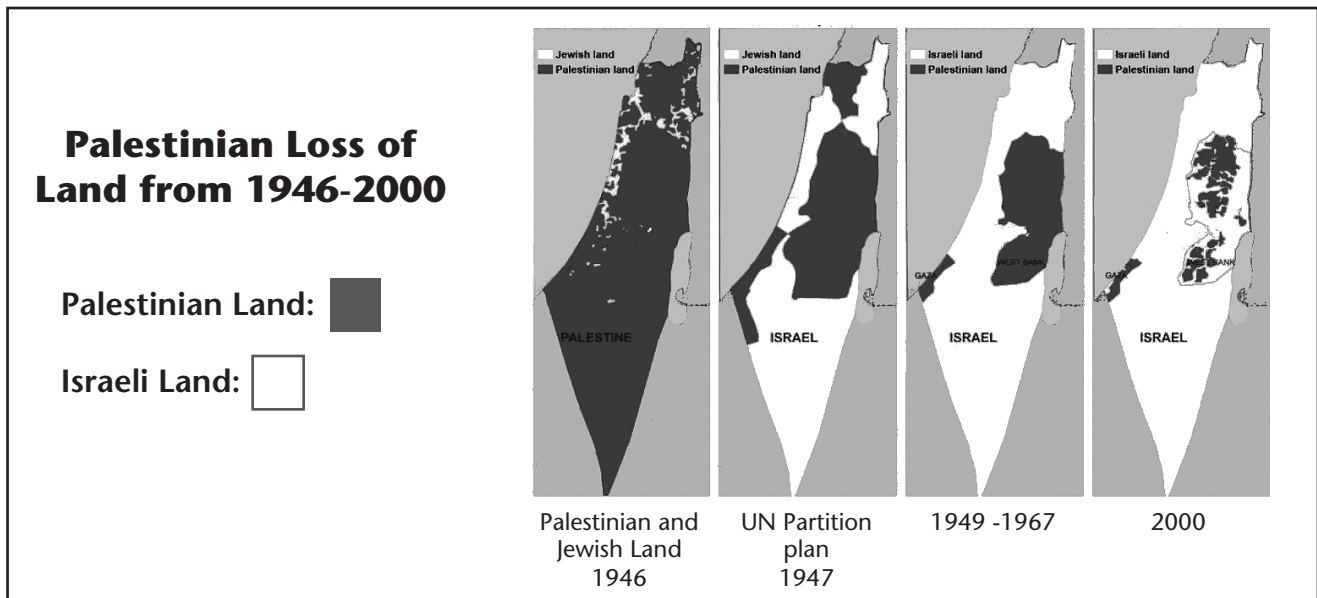 Palestinian Loss of
Land from 1946-2000
Palestinian Land:
Israeli Land:
Jewish land
Palestinian land
PALESTINE
Palestinian and
Jewish Land
1946
Jewish land
Palestinian land
ISRAEL
UN Partition
plan
1947
Israeli land
Palestinian land
WEST BANK
GAZA
ISRAEL
1949 -1967
Israeli land
Palestinian land
WEST BANK
GAZA
ISRAEL
2000